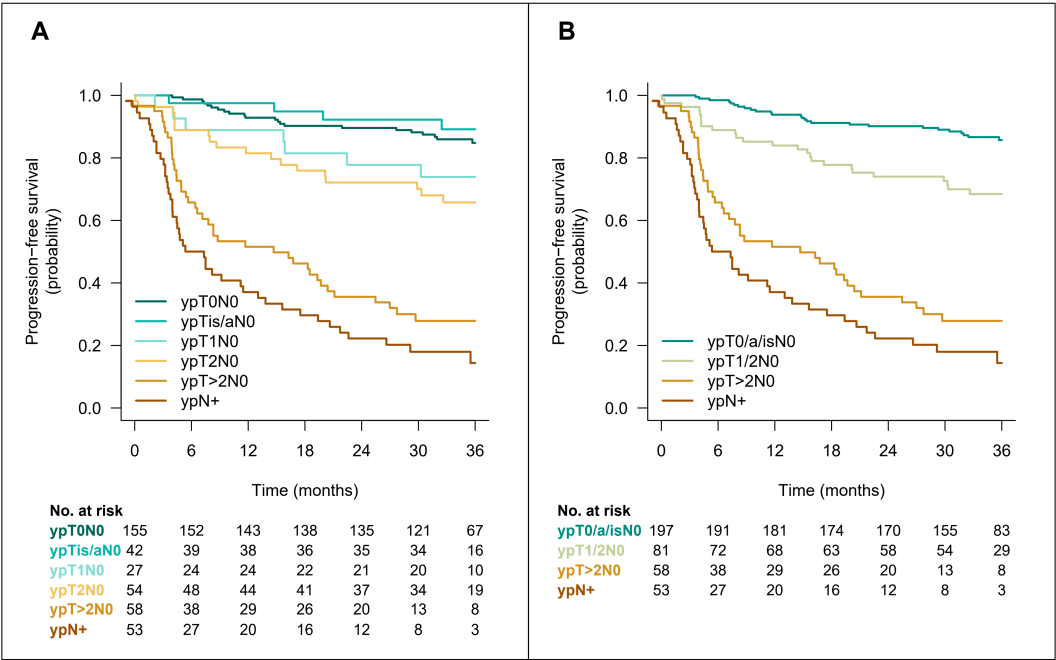 A
Progression−free survival
(probability)
1.0
0.8
0.6
0.4
0.2
0.0
ypT0N0
ypTis/aN0
ypT1N0
ypT2N0
ypT>2N0
ypN+
0 6 12 18 24 30 36
Time (months)
No. at risk
ypT0N0 155 152 143 138 135 121 67
ypTis/aN0 42 39 38 36 35 34 16
ypT1N0 27 24 24 22 21 20 10
ypT2N0 54 48 44 41 37 34 19
ypT>2N0 58 38 29 26 20 13 8
ypN+ 53 27 20 16 12 8 3
B
Progression−free survival
(probability)
1.0
0.8
0.6
0.4
0.2
0.0
ypT0/a/isN0
ypT1/2N0
ypT>2N0
ypN+
0 6 12 18 24 30 36
Time (months)
No. at risk
ypT0/a/isN0 197 191 181 174 170 155 83
ypT1/2N0 81 72 68 63 58 54 29
ypT>2N0 58 38 29 26 20 13 8
ypN+ 53 27 20 16 12 8 3